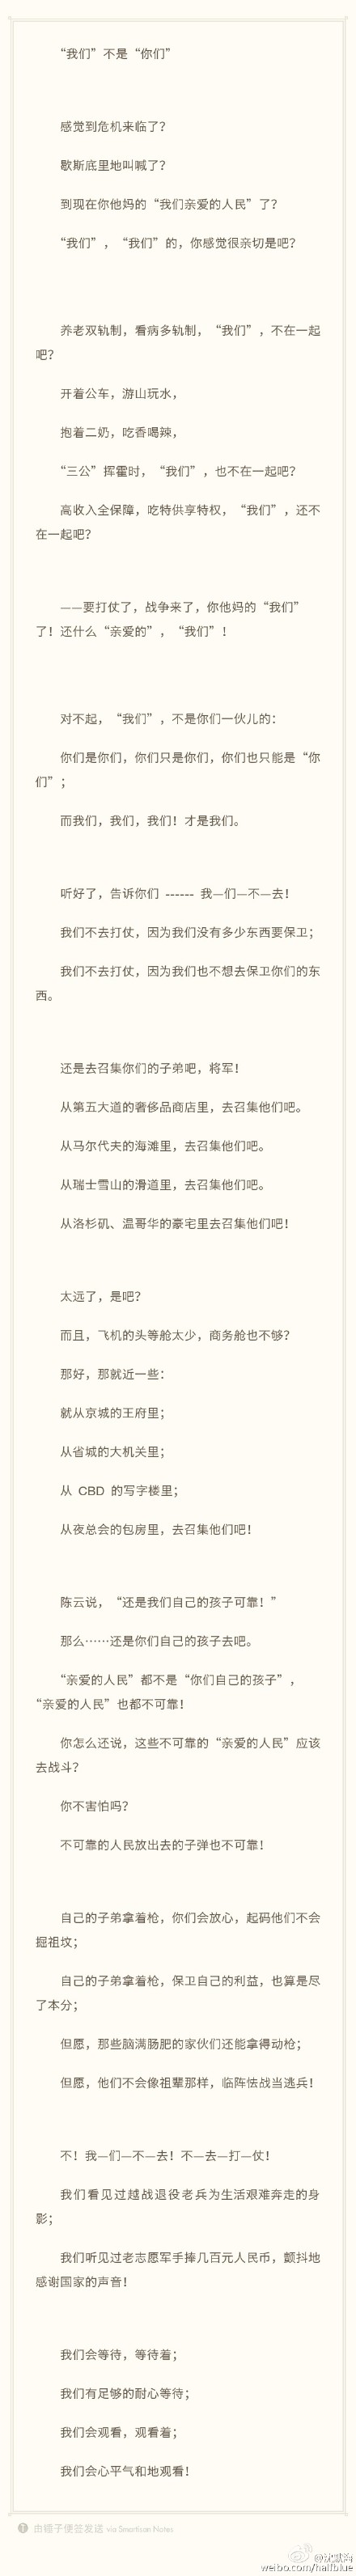 “我们”不是“你们”
感觉到危机来临了？
歇斯底里地叫喊了？
到现在你他妈的“我们亲爱的人民”了？
“我们”，“我们”的，你感觉很亲切是吧？
养老双轨制，看病多轨制，“我们”，不在一起
吧？
开着公车，游山玩水，
抱着二奶，吃香喝辣，
“三公”挥霍时，“我们”，也不在一起吧？
高收入全保障，吃特供享特权，“我们”，还不
在一起吧？
——要打仗了，战争来了，你他妈的“我们”
了！还什么“亲爱的”，“我们”！
对不起，“我们”，不是你们一伙儿的：
你们是你们，你们只是你们，你们也只能是“你
们”；
而我们，我们，我们！才是我们。
听好了，告诉你们 ------ 我—们—不—去！
我们不去打仗，因为我们没有多少东西要保卫；
我们不去打仗，因为我们也不想去保卫你们的东
西。
还是去召集你们的子弟吧，将军！
从第五大道的奢侈品商店里，去召集他们吧。
从马尔代夫的海滩里，去召集他们吧。
从瑞士雪山的滑道里，去召集他们吧。
从洛杉矶、温哥华的豪宅里去召集他们吧！
太远了，是吧？
而且，飞机的头等舱太少，商务舱也不够？
那好，那就近一些：
就从京城的王府里；
从省城的大机关里；
从 CBD 的写字楼里；
从夜总会的包房里，去召集他们吧！
陈云说，“还是我们自己的孩子可靠！”
那么……还是你们自己的孩子去吧。
“亲爱的人民”都不是“你们自己的孩子”，
“亲爱的人民”也都不可靠！
你怎么还说，这些不可靠的“亲爱的人民”应该
去战斗？
你不害怕吗？
不可靠的人民放出去的子弹也不可靠！
自己的子弟拿着枪，你们会放心，起码他们不会
掘祖坟；
自己的子弟拿着枪，保卫自己的利益，也算是尽
了本分；
但愿，那些脑满肠肥的家伙们还能拿得动枪；
但愿，他们不会像祖辈那样，临阵怯战当逃兵！
不！我—们—不—去！不—去—打—仗！
我们看见过越战退役老兵为生活艰难奔走的身
影；
我们听见过老志愿军手捧几百元人民币，颤抖地
感谢国家的声音！
我们会等待，等待着；
我们有足够的耐心等待；
我们会观看，观看着；
我们会心平气和地观看！
由锤子便签发送 via Smartisan Notes
weibo.com/halfblue